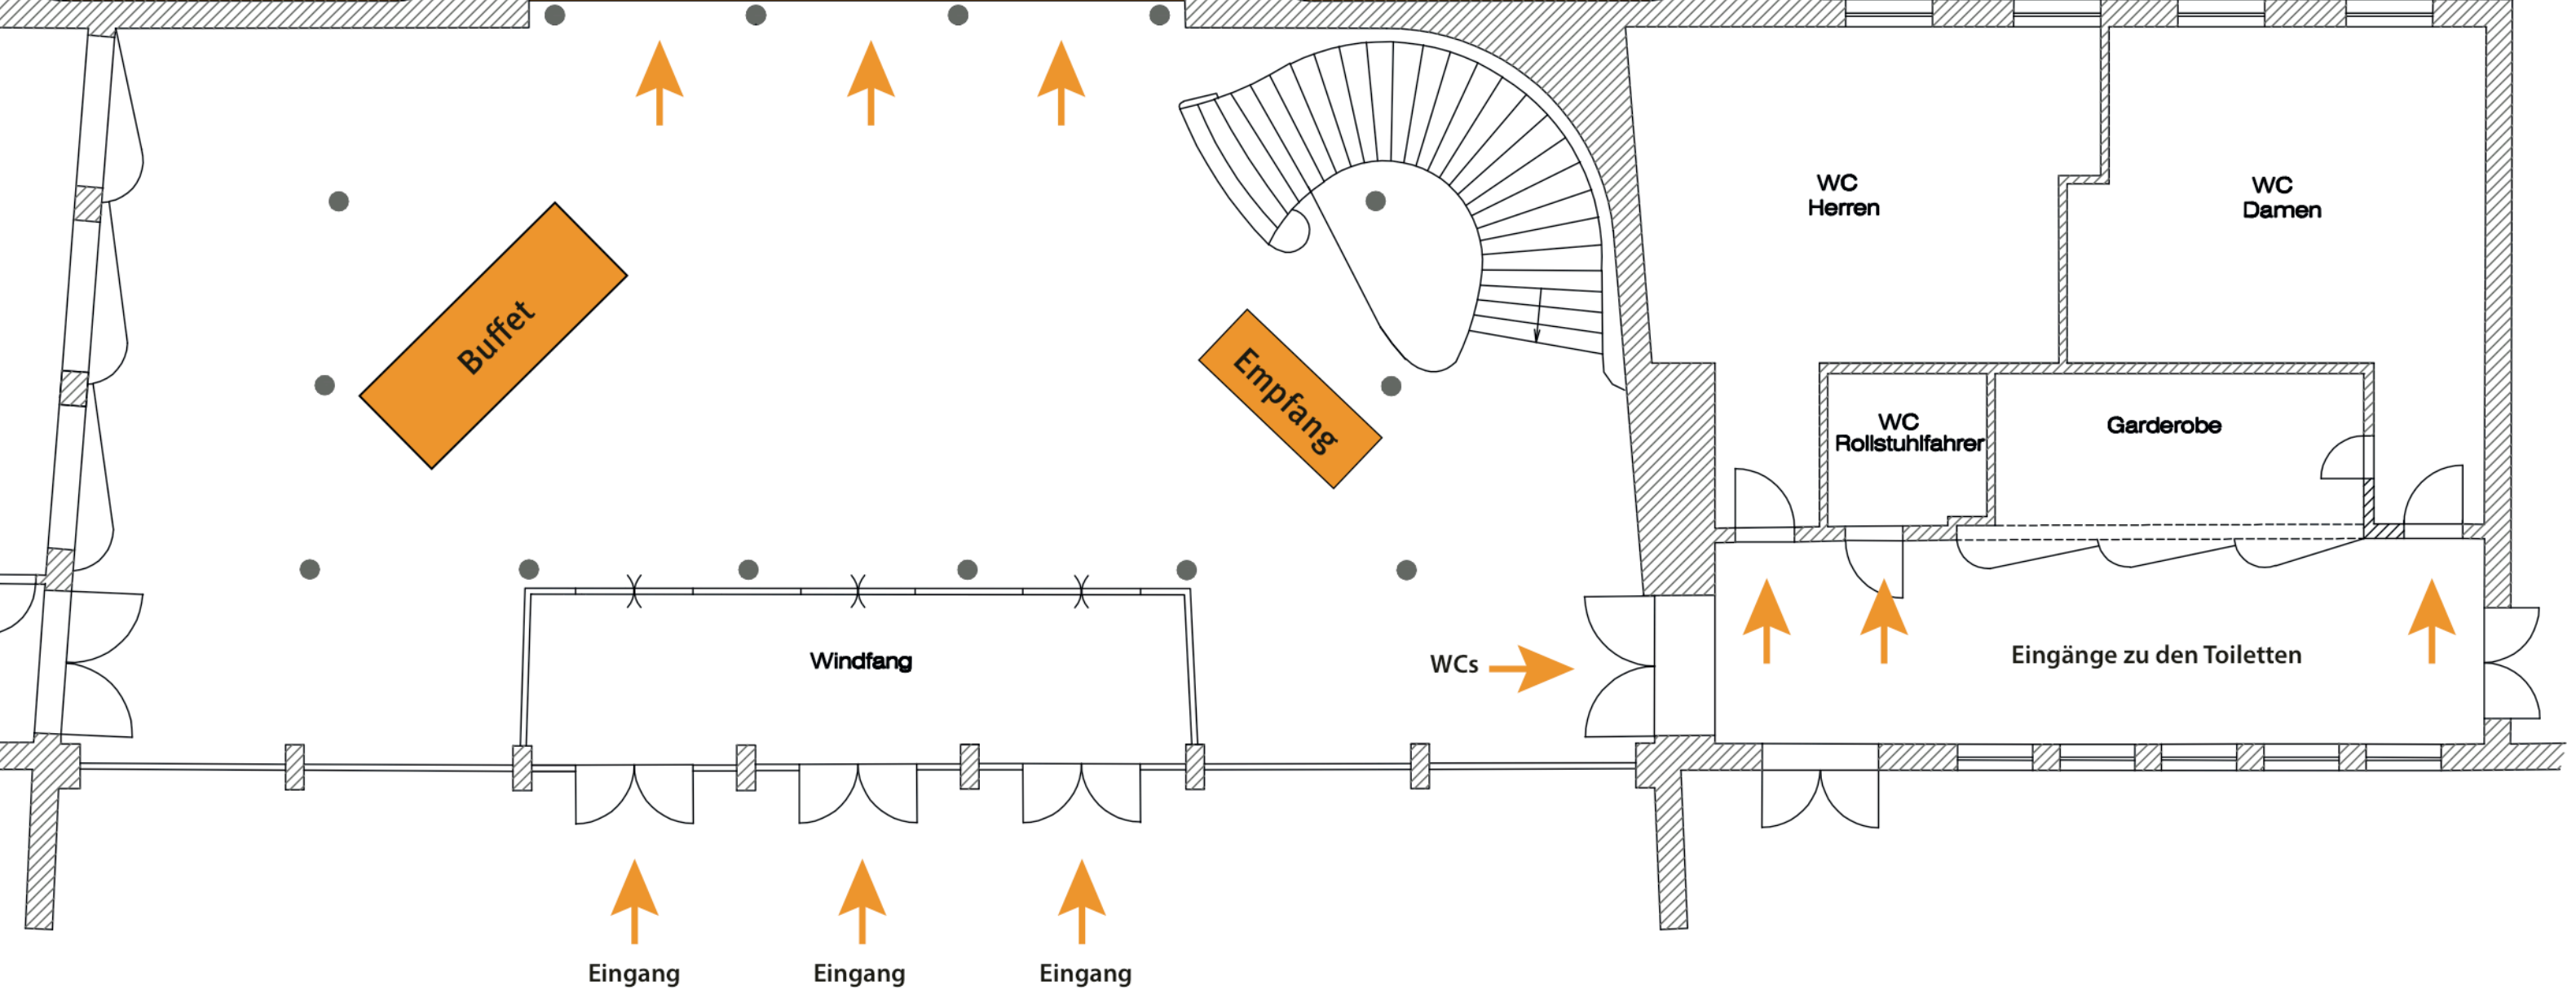 WC
Herren
WC
Damen
Buffet
Empfang
WC
Rollstuhlfahrer
Garderobe
Windfang
WCs
Eingänge zu den Toiletten
Eingang
Eingang
Eingang